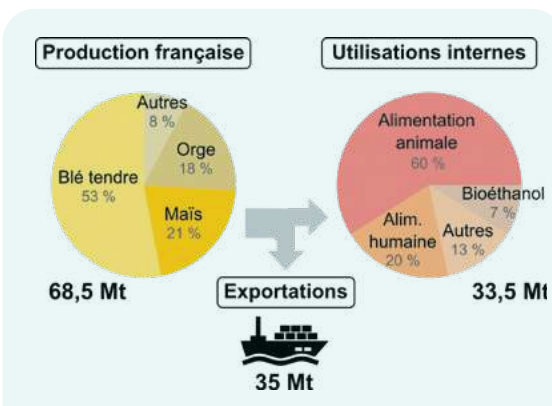 Production française
Utilisations internes
Autres
8 %
Orge
18 %
Blé tendre
53 %
Maïs
21 %
68,5 Mt
Alimentation
animale
60 %
Bioéthanol
7 %
Autres
13 %
Alim.
humaine
20 %
33,5 Mt
Exportations
35 Mt